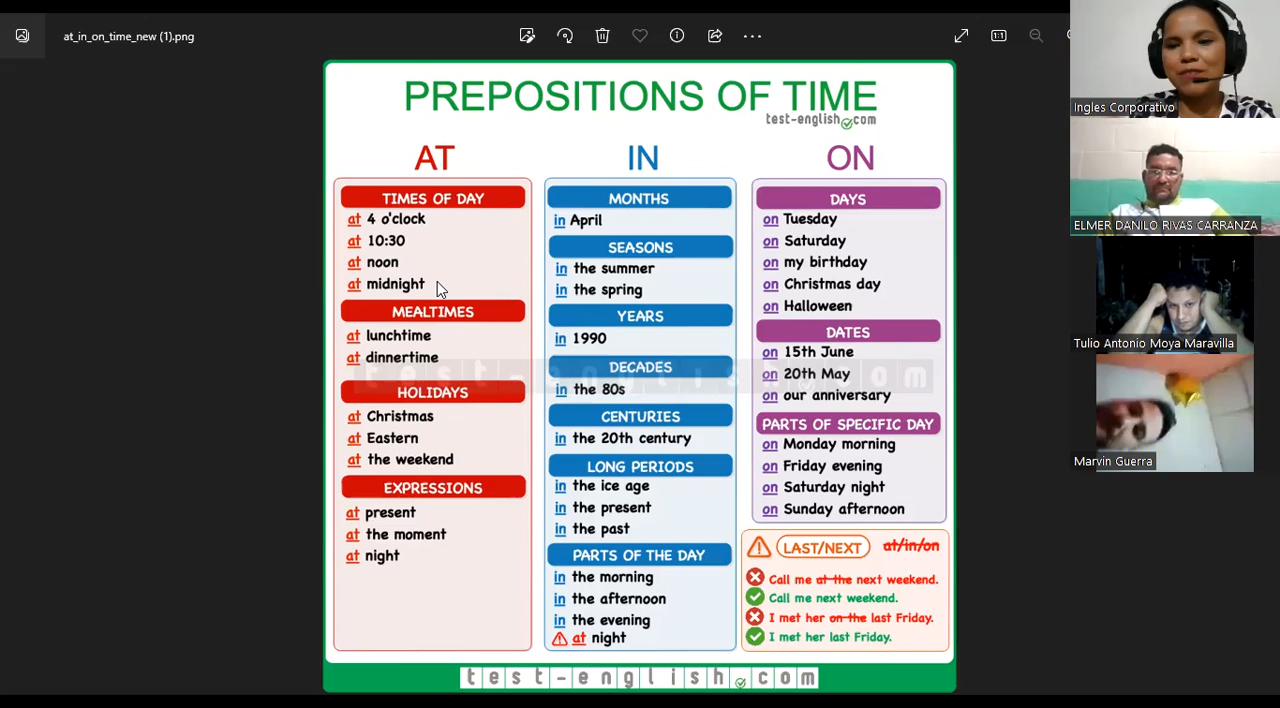 at_in_on_time_new (1).png
PREPOSITIONS OF TIME
test-english.com
AT
TIMES OF DAY
at 4 o'clock
at 10:30
at noon
at midnight
MEALTIMES
at lunchtime
at dinnertime
HOLIDAYS
at Christmas
at Eastern
at the weekend
EXPRESSIONS
at present
at the moment
at night
IN
MONTHS
in April
SEASONS
in the summer
in the spring
YEARS
in 1990
DECADES
in the 80s
CENTURIES
in the 20th century
LONG PERIODS
in the ice age
in the present
in the past
PARTS OF THE DAY
in the morning
in the afternoon
in the evening
at night
ON
DAYS
on Tuesday
on Saturday
on my birthday
on Christmas day
on Halloween
DATES
on 15th June
on 20th May
on our anniversary
PARTS OF SPECIFIC DAY
on Monday morning
on Friday evening
on Saturday night
on Sunday afternoon
LAST/NEXT at/in/on
Call me at the next weekend.
Call me next weekend.
I met her on the last Friday.
I met her last Friday.
test-english.com
test-english.com
Ingles Corporativo
ELMER DANILO RIVAS CARRANZA
Tulio Antonio Moya Maravilla
Marvin Guerra
1:1